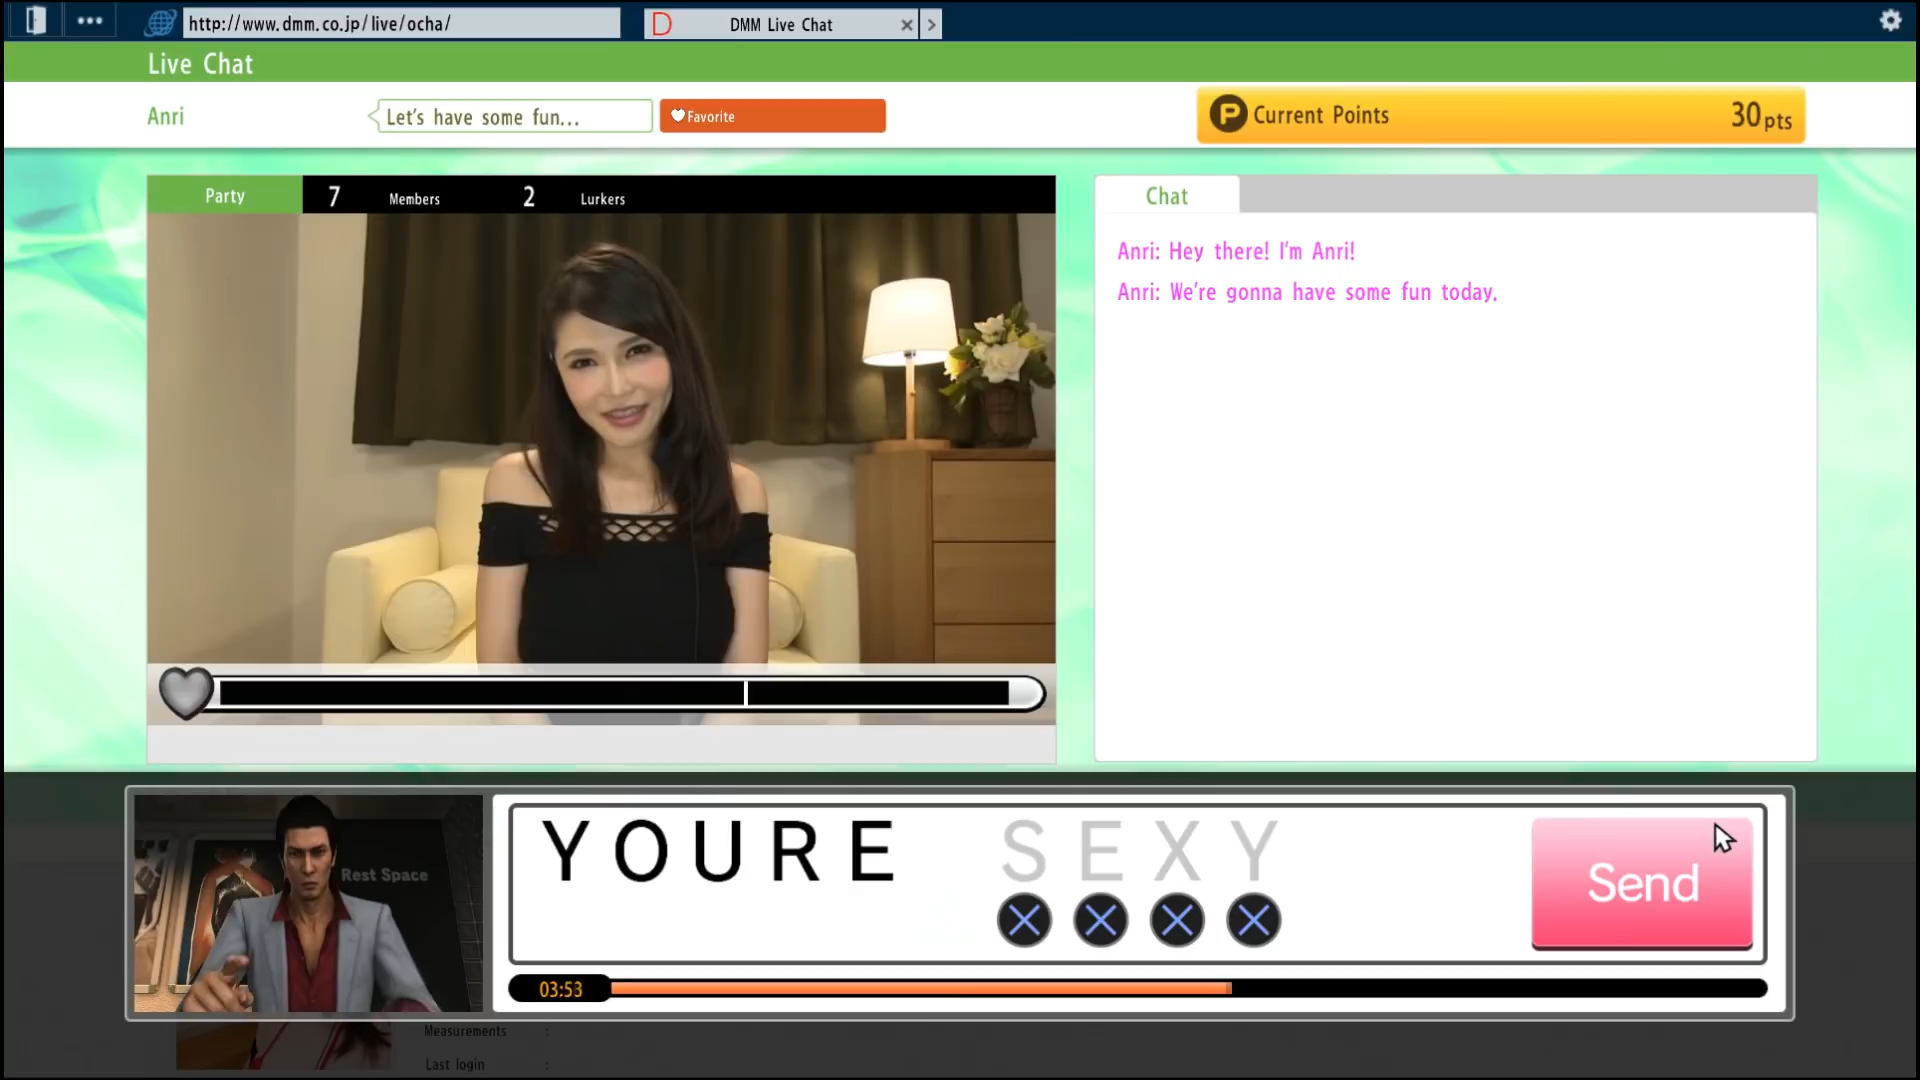 http://www.dmm.co.jp/live/ocha/
D DMM Live Chat
Live Chat
Anri
Let's have some fun...
Favorite
P Current Points 30pts
Party 7 Members 2 Lurkers
Chat
Anri: Hey there! I'm Anri!
Anri: We're gonna have some fun today.
Rest Space
YOURE SEXY
Send
03:53
Measurements :
Last login :